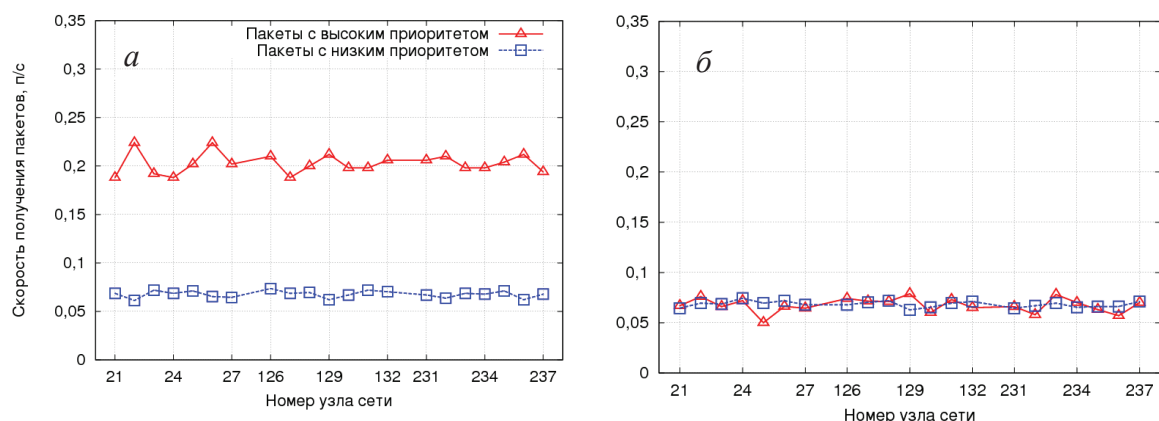 Скорость получения пакетов, п/с
0,35
0,3
0,25
0,2
0,15
0,1
0,05
0
а
Пакеты с высоким приоритетом
Пакеты с низким приоритетом
21 24 27 126 129 132 231 234 237
Номер узла сети
0,35
0,3
0,25
0,2
0,15
0,1
0,05
0
б
21 24 27 126 129 132 231 234 237
Номер узла сети